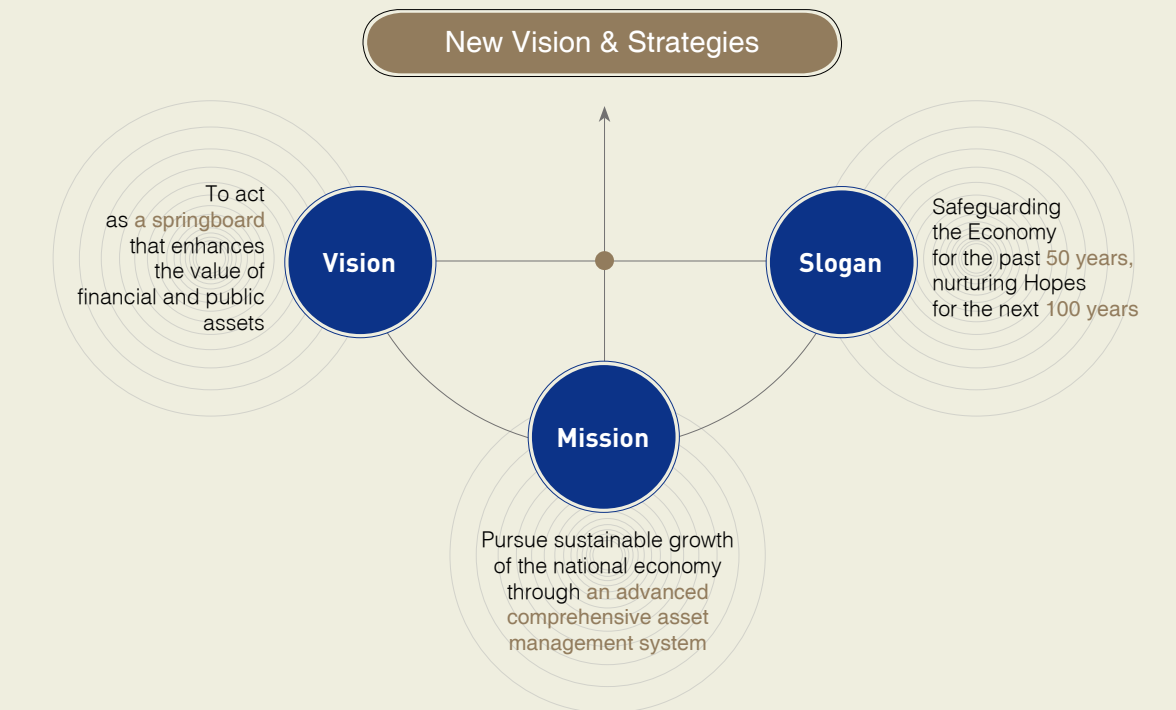 New Vision & Strategies
To act
as a springboard
that enhances
the value of
financial and public
assets
Vision
Slogan
Safeguarding
the Economy
for the past 50 years,
nurturing Hopes
for the next 100 years
Mission
Pursue sustainable growth
of the national economy
through an advanced
comprehensive asset
management system